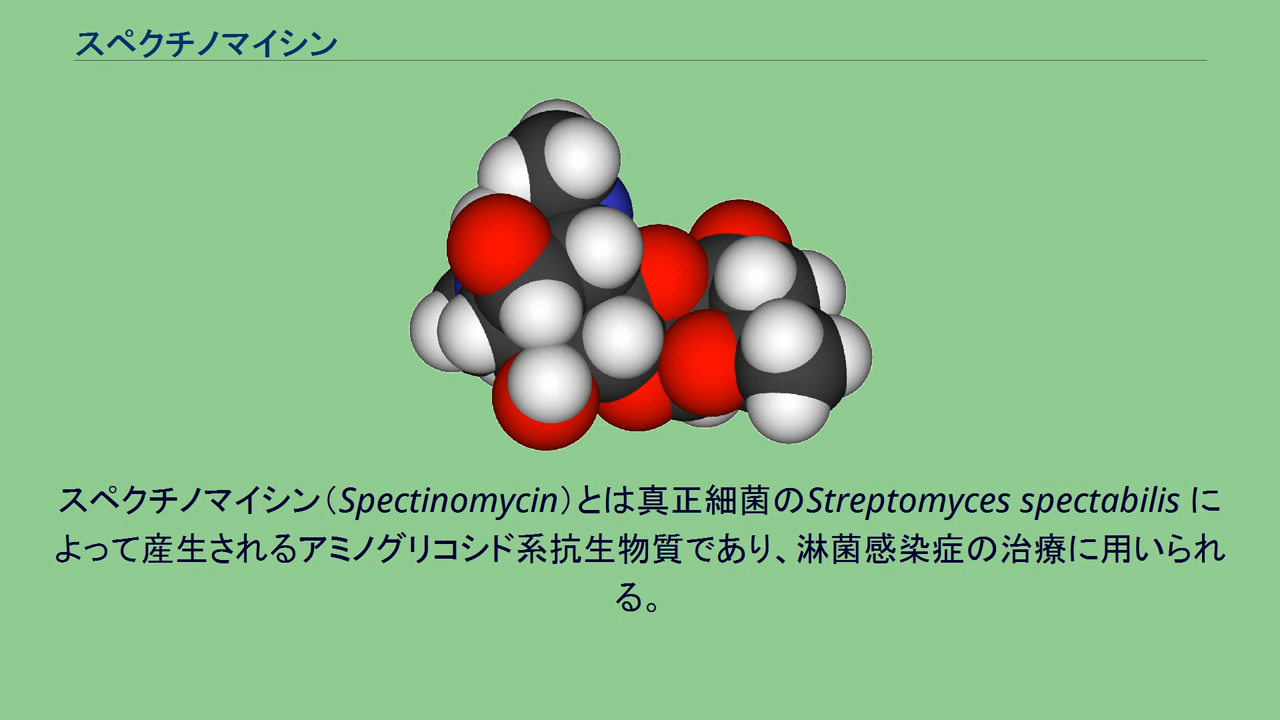 スペクチノマイシン
スペクチノマイシン（Spectinomycin）とは真正細菌のStreptomyces spectabilis に
よって産生されるアミノグリコシド系抗生物質であり、淋菌感染症の治療に用いられ
る。